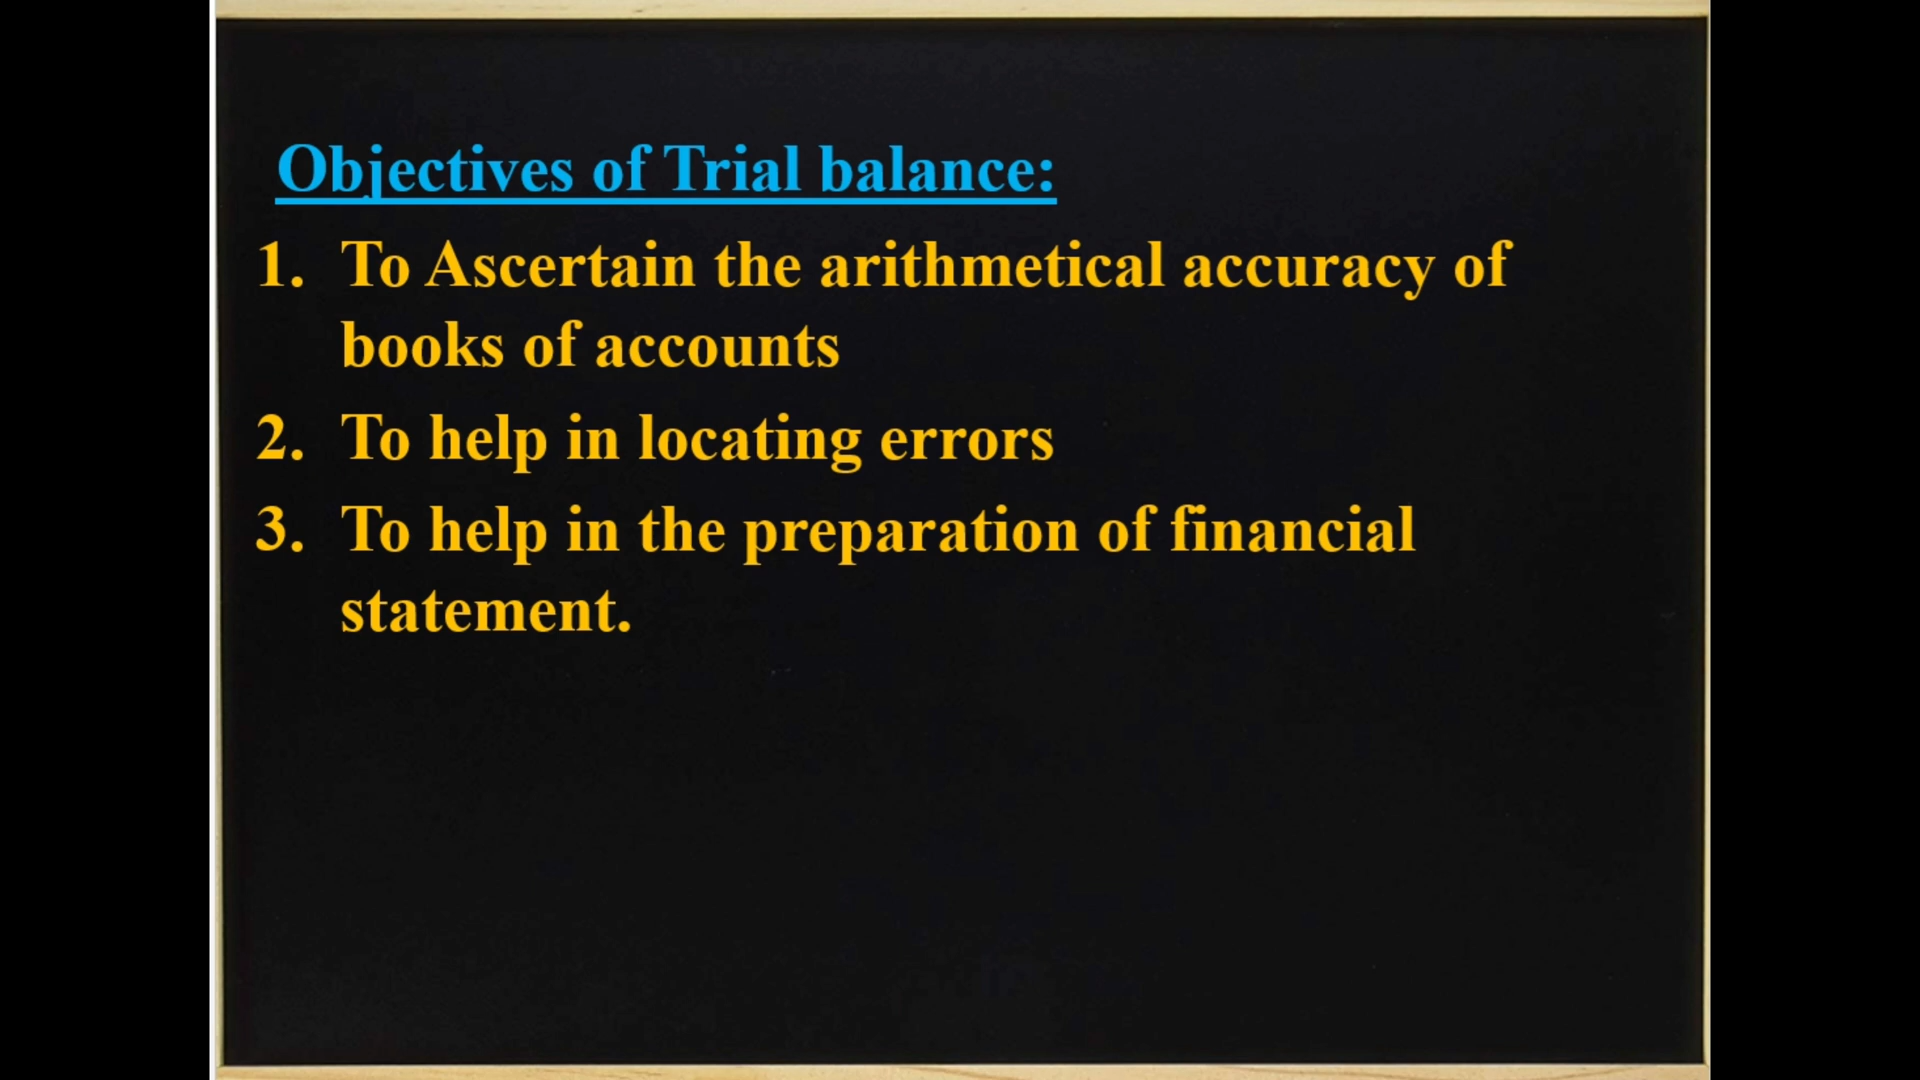 Objectives of Trial balance:
1. To Ascertain the arithmetical accuracy of
books of accounts
2. To help in locating errors
3. To help in the preparation of financial
statement.